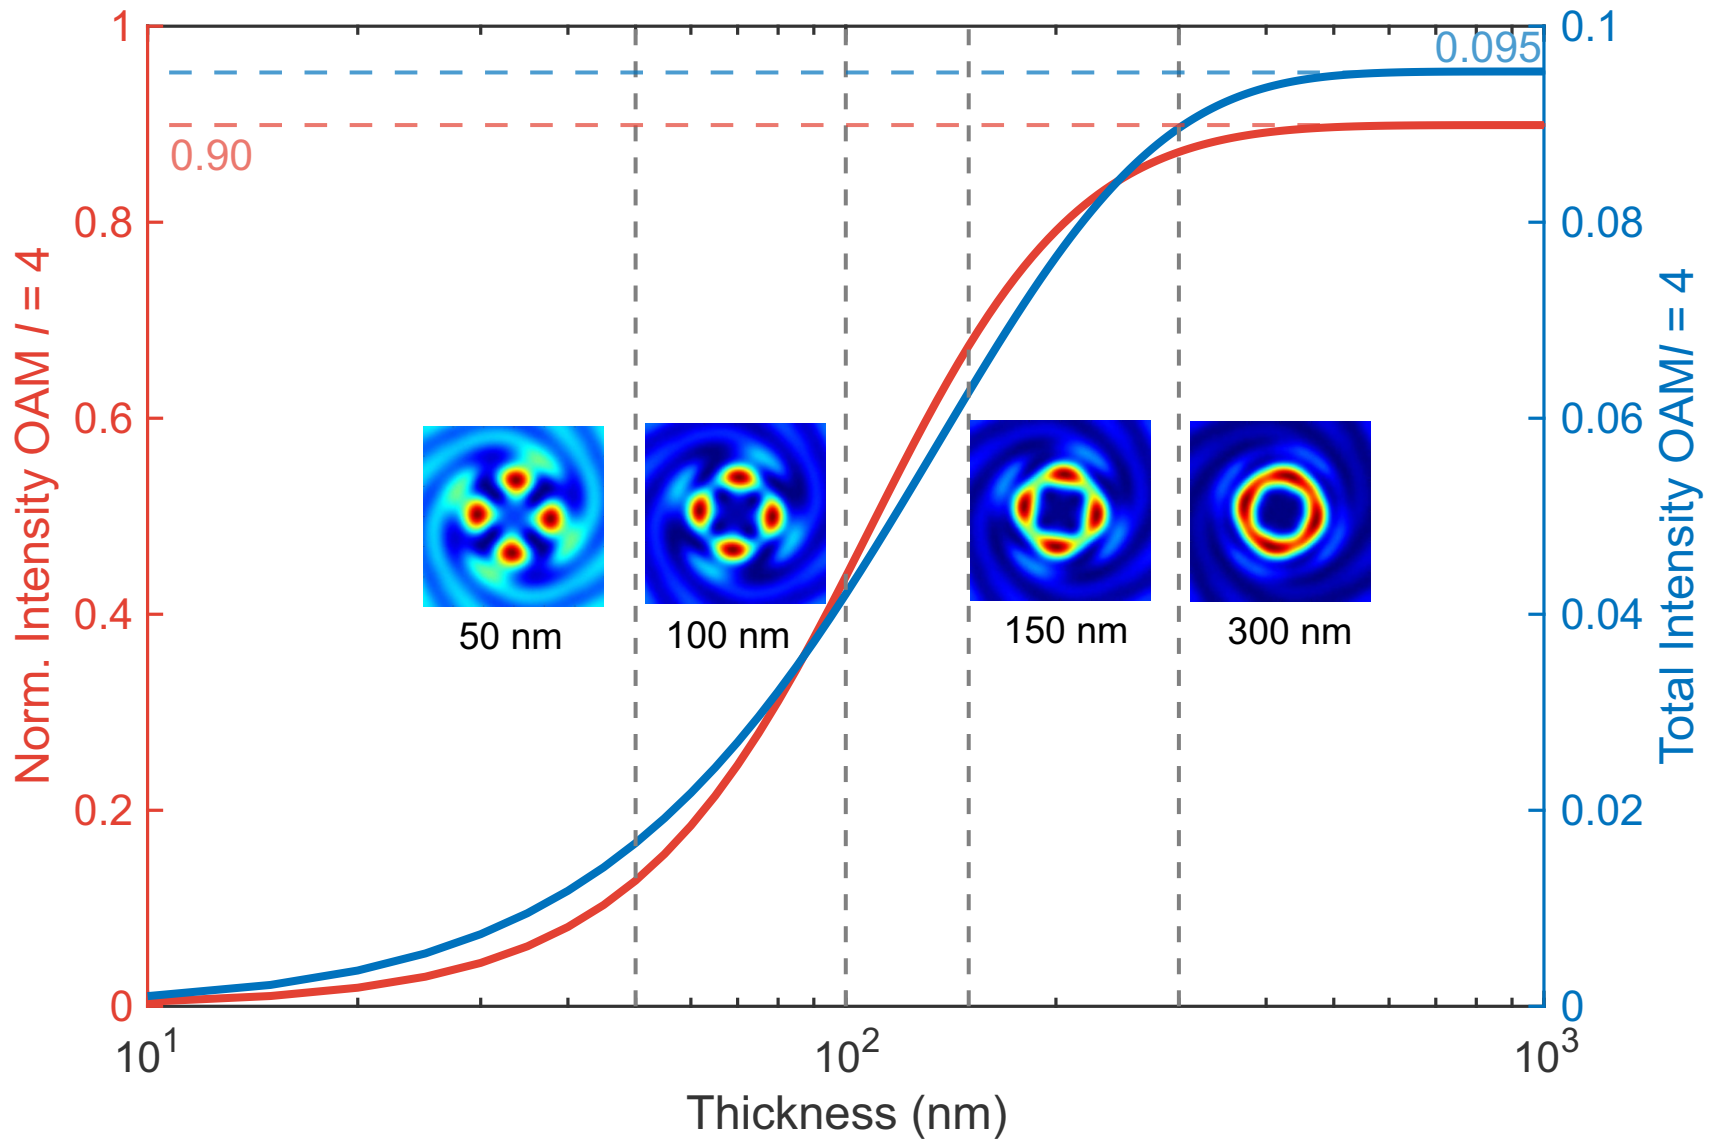 1
0.8
0.6
0.4
0.2
0
Norm. Intensity OAM l = 4
0.90
0.095
50 nm
100 nm
150 nm
300 nm
0.1
0.08
0.06
0.04
0.02
0
Total Intensity OAMl = 4
10^1
10^2
10^3
Thickness (nm)